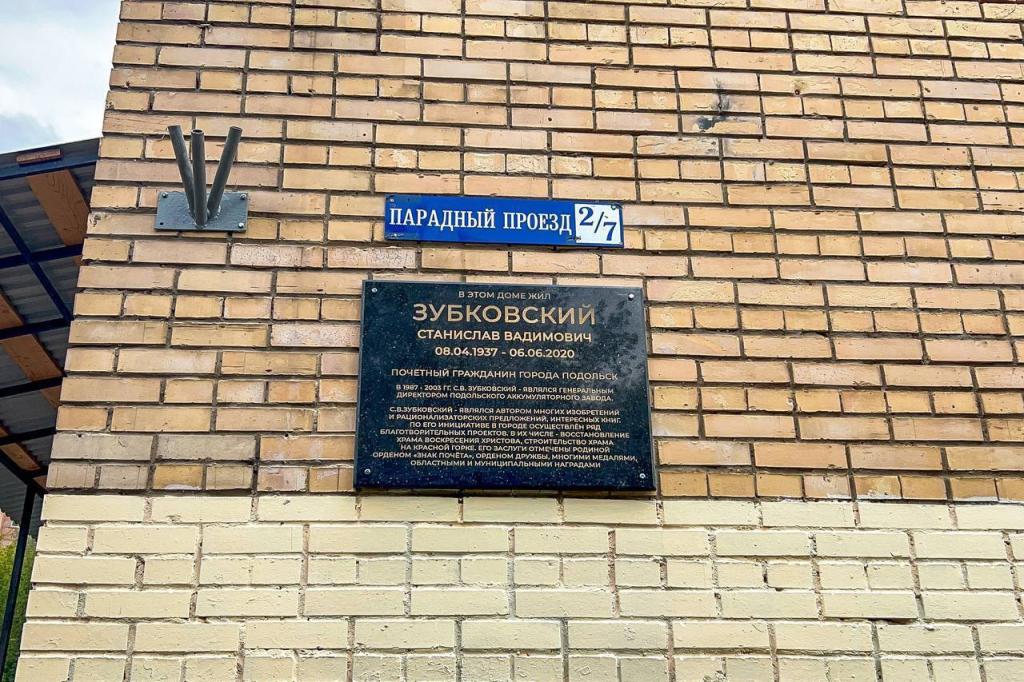 ПАРАДНЫЙ ПРОЕЗД 2/7
В ЭТОМ ДОМЕ ЖИЛ
ЗУБКОВСКИЙ
СТАНИСЛАВ ВАДИМОВИЧ
08.04.1937 - 06.06.2020
ПОЧЕТНЫЙ ГРАЖДАНИН ГОРОДА ПОДОЛЬСК
В 1987 - 2003 ГГ. С.В. ЗУБКОВСКИЙ - ЯВЛЯЛСЯ ГЕНЕРАЛЬНЫМ
ДИРЕКТОРОМ ПОДОЛЬСКОГО АККУМУЛЯТОРНОГО ЗАВОДА.
С.В.ЗУБКОВСКИЙ - ЯВЛЯЛСЯ АВТОРОМ МНОГИХ ИЗОБРЕТЕНИЙ
И РАЦИОНАЛИЗАТОРСКИХ ПРЕДЛОЖЕНИЙ, ИНТЕРЕСНЫХ КНИГ.
ПО ЕГО ИНИЦИАТИВЕ В ГОРОДЕ ОСУЩЕСТВЛЁН РЯД
БЛАГОТВОРИТЕЛЬНЫХ ПРОЕКТОВ. В ИХ ЧИСЛЕ - ВОССТАНОВЛЕНИЕ
ХРАМА ВОСКРЕСЕНИЯ ХРИСТОВА, СТРОИТЕЛЬСТВО ХРАМА
НА КРАСНОЙ ГОРКЕ. ЕГО ЗАСЛУГИ ОТМЕЧЕНЫ РОДИНОЙ
ОРДЕНОМ «ЗНАК ПОЧЁТА», ОРДЕНОМ ДРУЖБЫ, МНОГИМИ МЕДАЛЯМИ,
ОБЛАСТНЫМИ И МУНИЦИПАЛЬНЫМИ НАГРАДАМИ